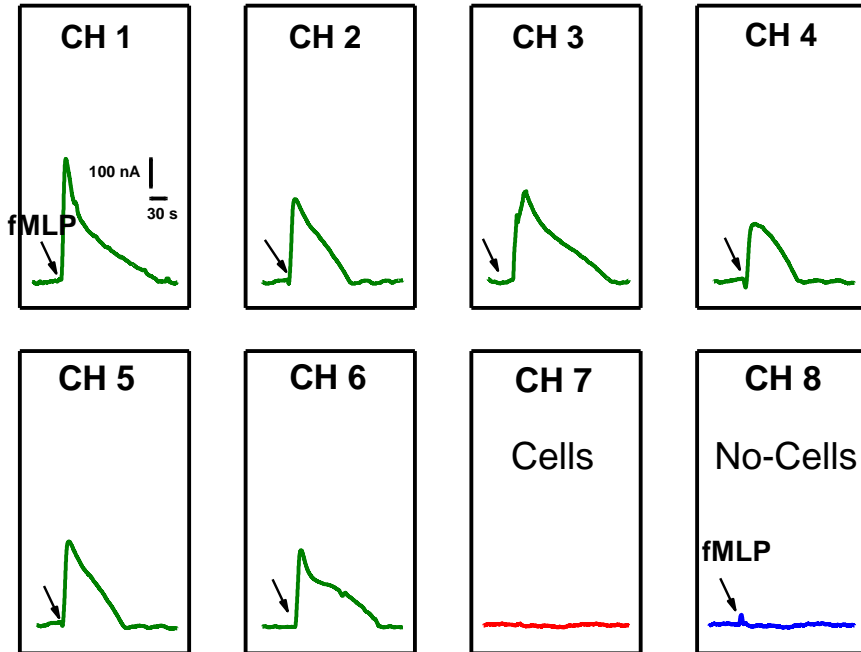 CH 1
100 nA
30 s
fMLP
CH 2
CH 3
CH 4
CH 5
CH 6
CH 7
Cells
CH 8
No-Cells
fMLP